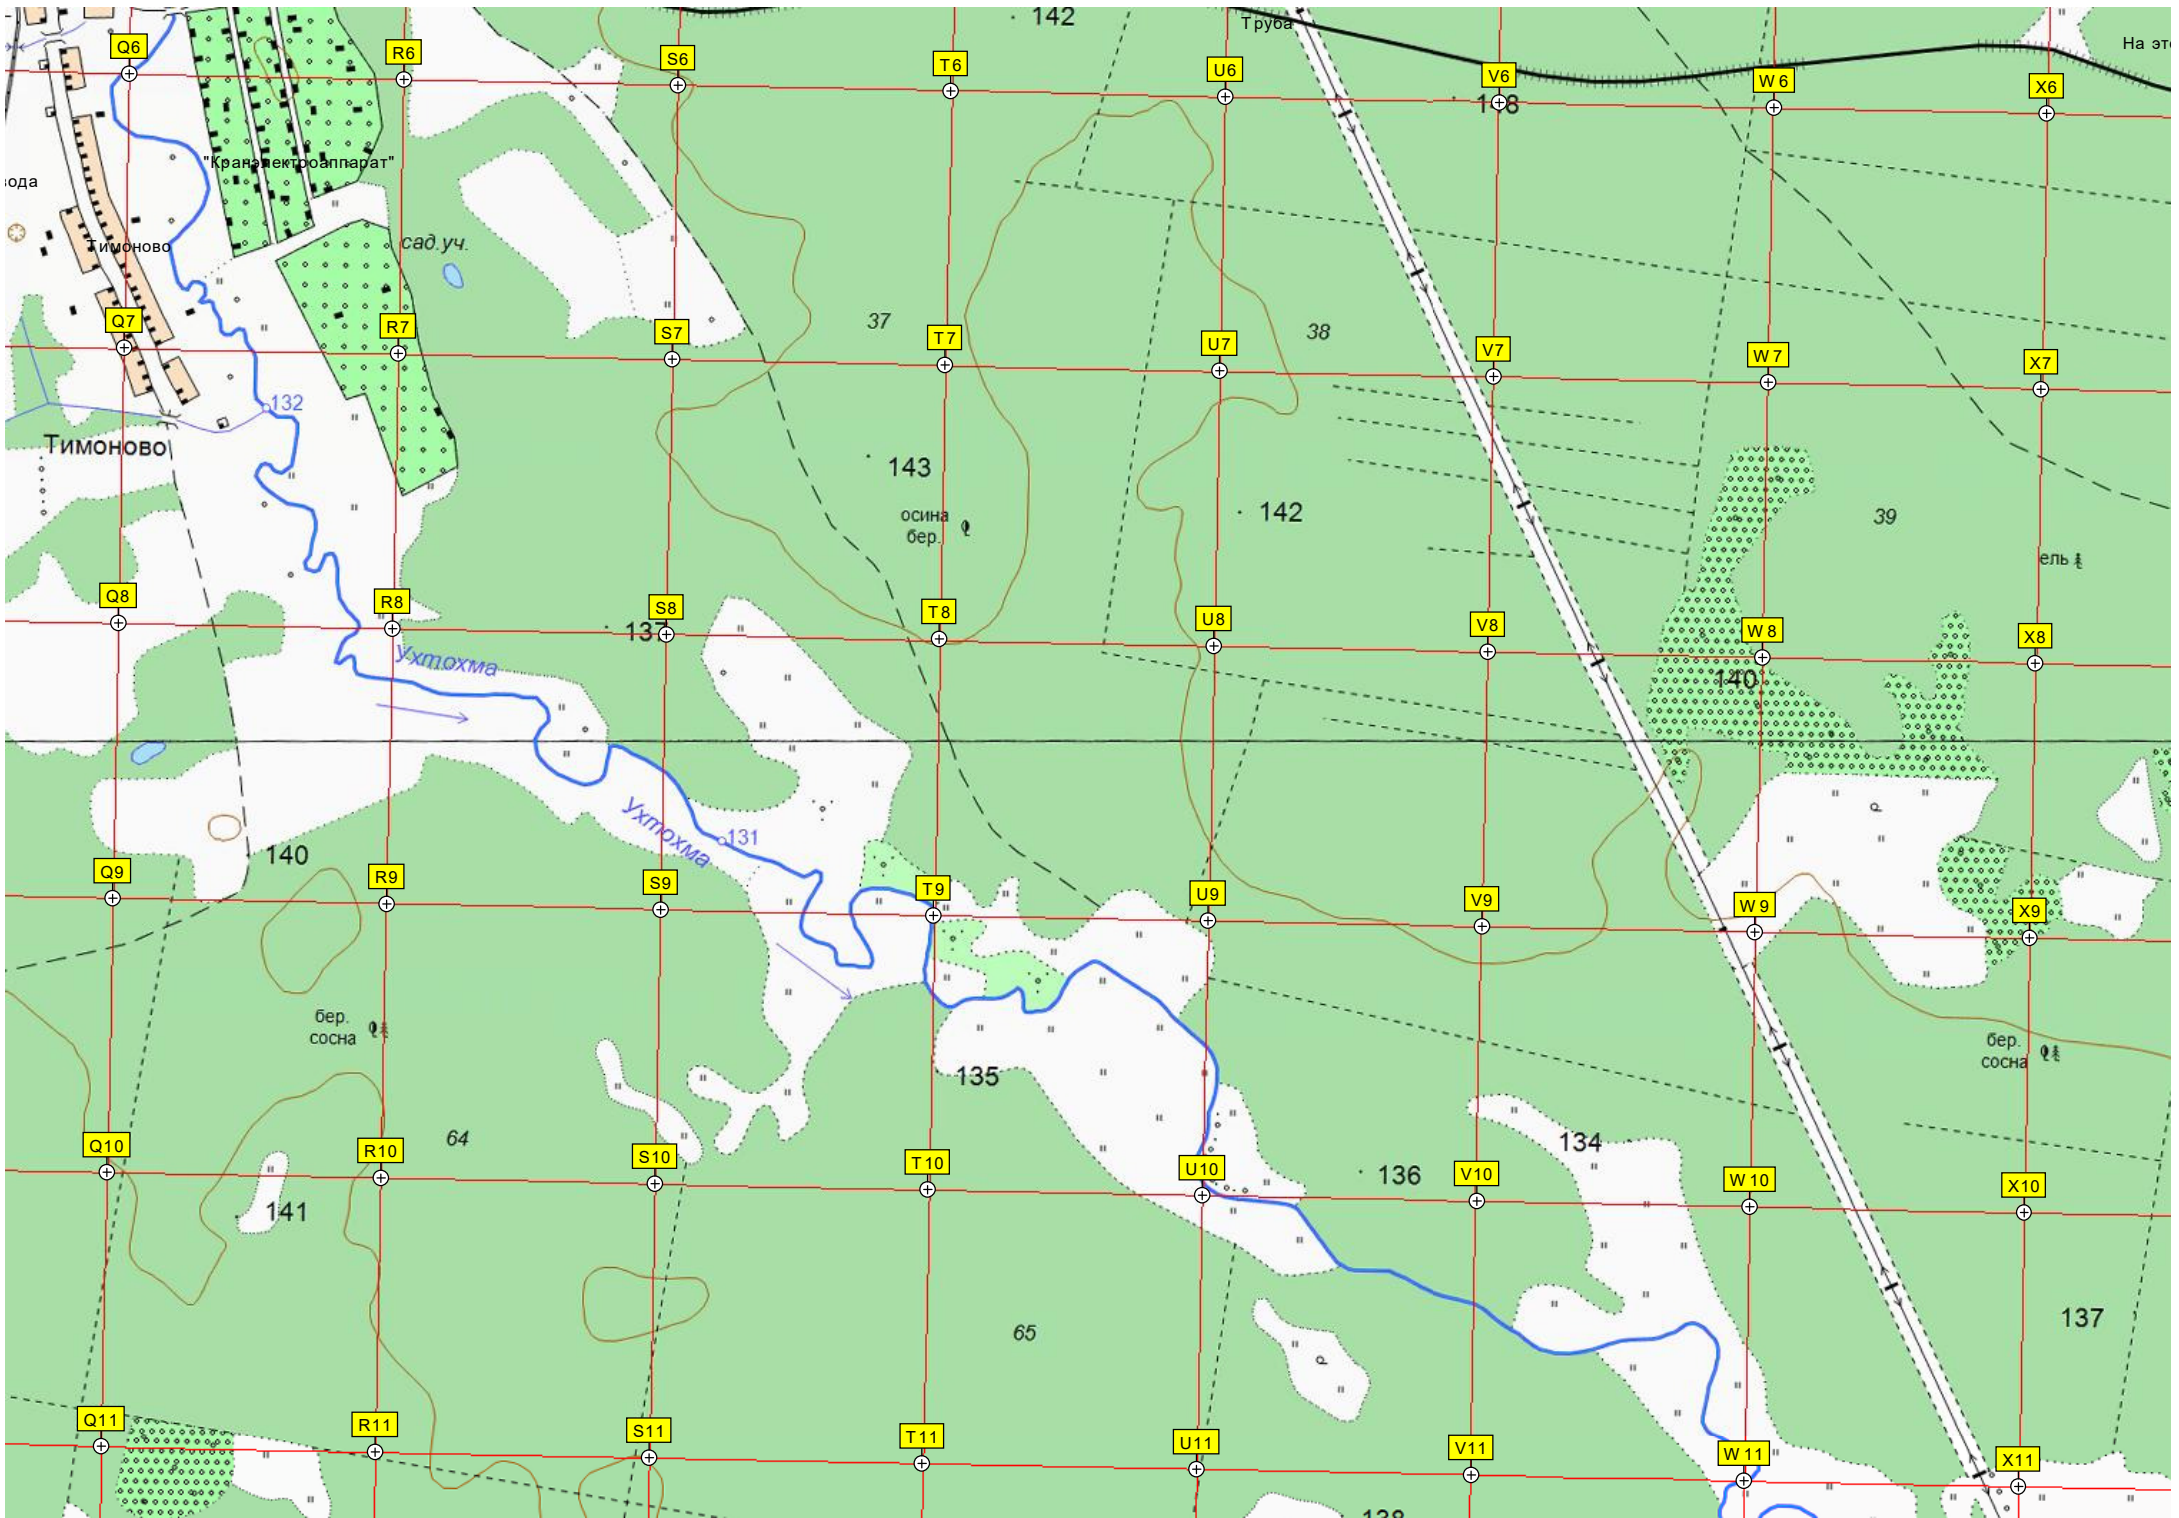 142
Труба
На эт
Q6
R6
S6
T6
U6
V6
W6
X6
148
"Кранэлектроаппарат"
вода
Тимоново
сад.уч.
Q7
R7
S7
T7
U7
V7
W7
X7
37
38
132
Тимоново
143
142
осина
бер.
39
ель
Q8
R8
S8
T8
U8
V8
W8
X8
137
Ухтохма
140
Ухтохма
131
140
Q9
R9
S9
T9
U9
V9
W9
X9
бер.
сосна
бер.
сосна
135
64
134
136
Q10
R10
S10
T10
U10
V10
W10
X10
141
65
137
Q11
R11
S11
T11
U11
V11
W11
X11
138